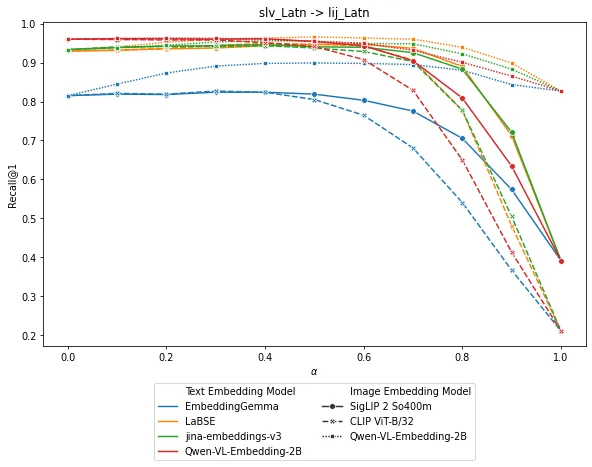 slv_Latn -> lij_Latn
Recall@1
1.0
0.9
0.8
0.7
0.6
0.5
0.4
0.3
0.2
0.0 0.2 0.4 0.6 0.8 1.0
α
Text Embedding Model
EmbeddingGemma
LaBSE
jina-embeddings-v3
Qwen-VL-Embedding-2B
Image Embedding Model
SigLIP 2 So400m
CLIP ViT-B/32
Qwen-VL-Embedding-2B